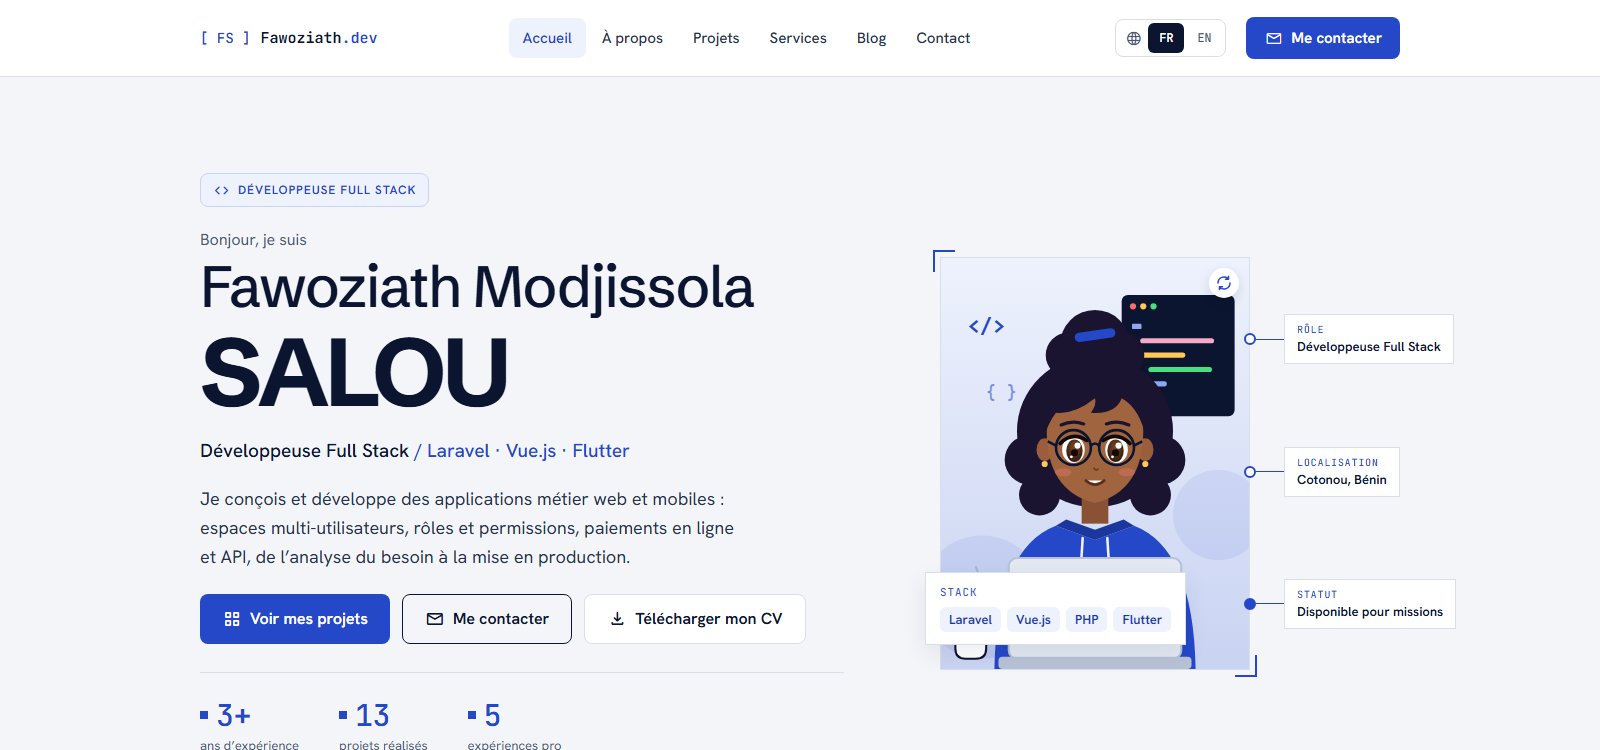 [ FS ] Fawoziath.dev
Accueil
À propos
Projets
Services
Blog
Contact
FR
EN
Me contacter
DÉVELOPPEUSE FULL STACK
Bonjour, je suis
Fawoziath Modjissola
SALOU
Développeuse Full Stack / Laravel · Vue.js · Flutter
Je conçois et développe des applications métier web et mobiles :
espaces multi-utilisateurs, rôles et permissions, paiements en ligne
et API, de l’analyse du besoin à la mise en production.
Voir mes projets
Me contacter
Télécharger mon CV
3+
ans d’expérience
13
projets réalisés
5
expériences pro
</>
{ }
RÔLE
Développeuse Full Stack
LOCALISATION
Cotonou, Bénin
STATUT
Disponible pour missions
STACK
Laravel
Vue.js
PHP
Flutter